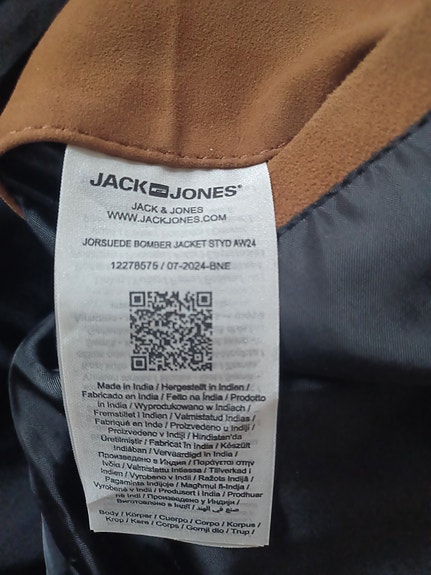 JACK & JONES®
JACK & JONES
WWW.JACKJONES.COM
JORSUEDE BOMBER JACKET STYD AW24
12278575 / 07-2024-BNE
Made in India / Hergestellt in Indien /
Fabricado en India / Feito na Índia / Prodotto
in India / Wyprodukowano w Indiach /
Fremstillet i Indien / Valmistatud Indias /
Fabriqué en Inde / Proizvedeno u Indiji /
Proizvedeno v Indiji / Hindistan'da
Üretilmiştir / Fabricat în India / Készült
Indiában / Vervaardigd in India /
Произведено в Индия / Παράγεται στην
Ινδία / Valmistettu Intiassa / Tillverkad i
Indien / Vyrobeno v Indii / Ražots Indijā /
Pagaminta Indijoje / Magħmul fl-Indja /
Vyrobené v Indii / Produsert i India / Prodhuar
në Indi / Произведено у Индији /
Виготовлено в Індії / صنع في الهند /
Body / Körper / Cuerpo / Corpo / Korpus /
Krop / Kere / Corps / Gornji dio / Trup /